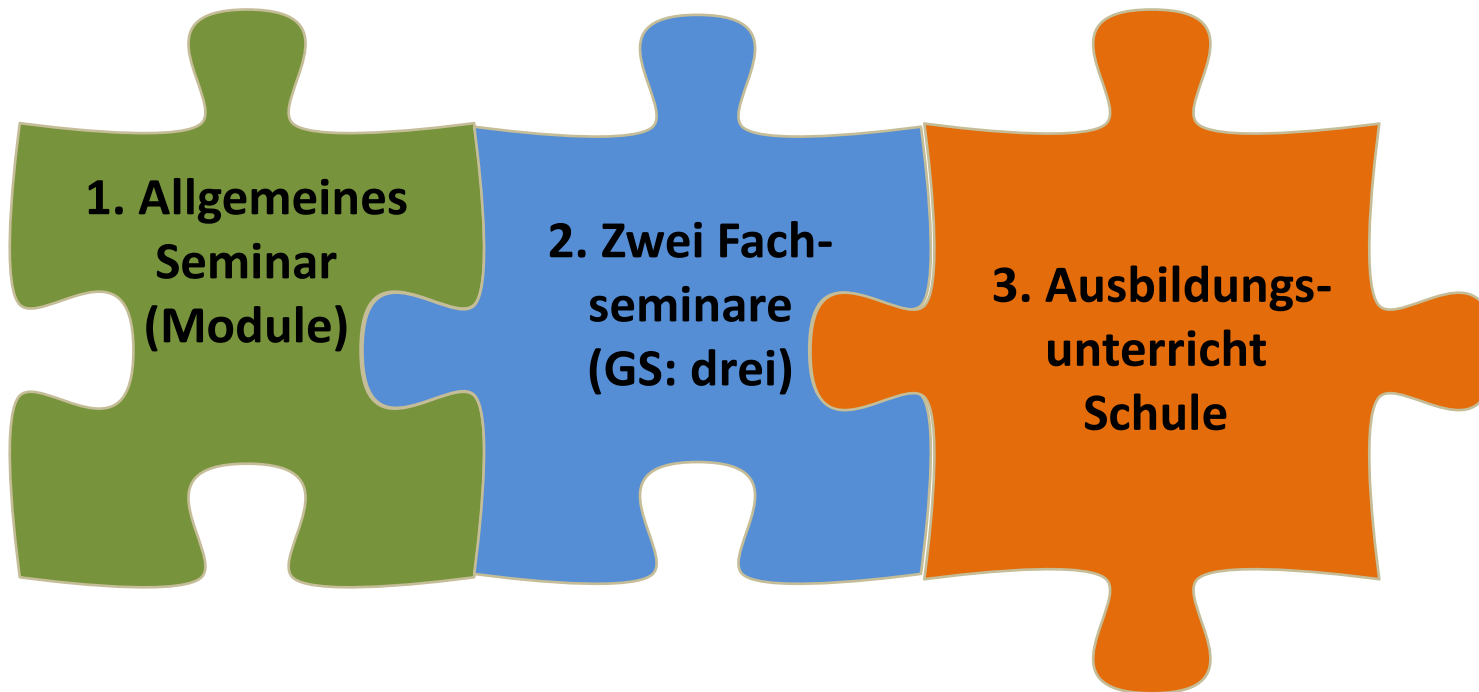 1. Allgemeines
Seminar
(Module)
2. Zwei Fach-
seminare
(GS: drei)
3. Ausbildungs-
unterricht
Schule